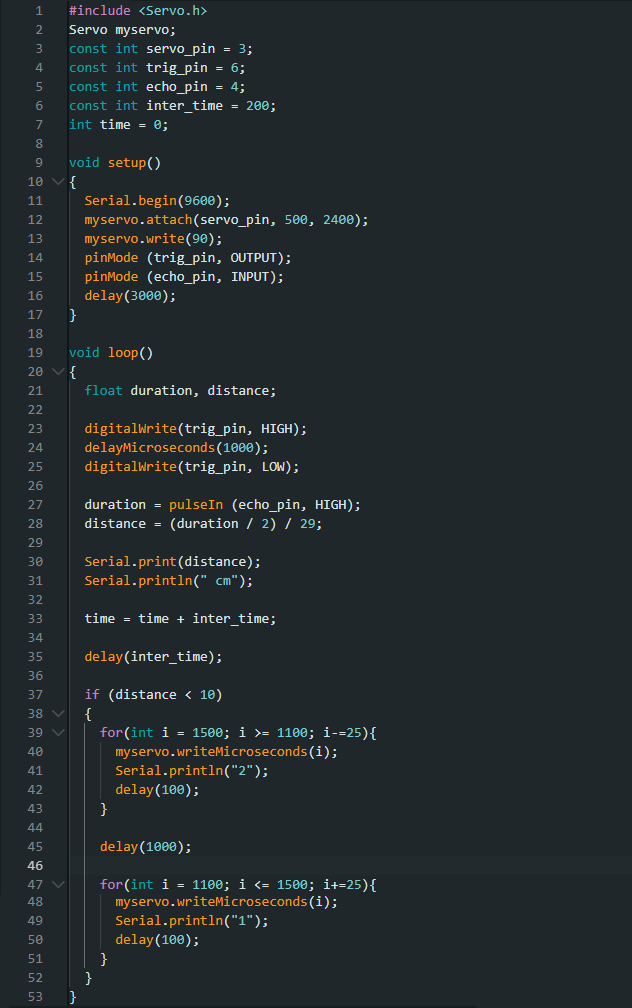 1 #include <Servo.h>
2 Servo myservo;
3 const int servo_pin = 3;
4 const int trig_pin = 6;
5 const int echo_pin = 4;
6 const int inter_time = 200;
7 int time = 0;
8
9 void setup()
10 {
11   Serial.begin(9600);
12   myservo.attach(servo_pin, 500, 2400);
13   myservo.write(90);
14   pinMode (trig_pin, OUTPUT);
15   pinMode (echo_pin, INPUT);
16   delay(3000);
17 }
18
19 void loop()
20 {
21   float duration, distance;
22
23   digitalWrite(trig_pin, HIGH);
24   delayMicroseconds(1000);
25   digitalWrite(trig_pin, LOW);
26
27   duration = pulseIn (echo_pin, HIGH);
28   distance = (duration / 2) / 29;
29
30   Serial.print(distance);
31   Serial.println(" cm");
32
33   time = time + inter_time;
34
35   delay(inter_time);
36
37   if (distance < 10)
38   {
39     for(int i = 1500; i >= 1100; i-=25){
40       myservo.writeMicroseconds(i);
41       Serial.println("2");
42       delay(100);
43     }
44
45     delay(1000);
46
47     for(int i = 1100; i <= 1500; i+=25){
48       myservo.writeMicroseconds(i);
49       Serial.println("1");
50       delay(100);
51     }
52   }
53 }